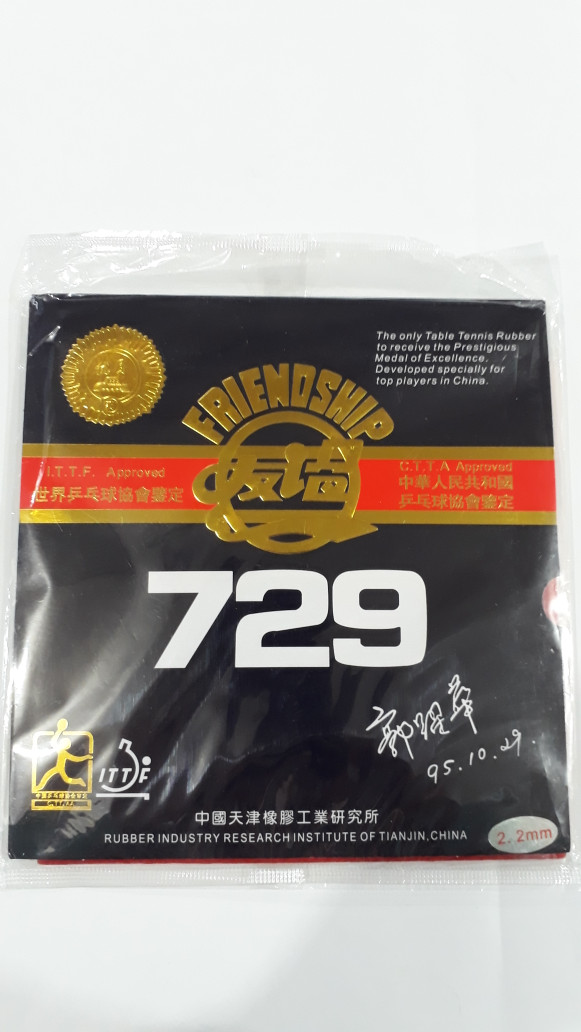 The only Table Tennis Rubber
to receive the Prestigious
Medal of Excellence.
Developed specially for
top players in China.
FRIENDSHIP
友谊
I.T.T.F. Approved
世界乒乓球協會鑒定
C.T.T.A Approved
中華人民共和國
乒乓球協會鑒定
729
郭躍華
95.10.29.
ITTF
C.T.T.A
中國天津橡膠工業研究所
RUBBER INDUSTRY RESEARCH INSTITUTE OF TIANJIN,CHINA
2.2mm